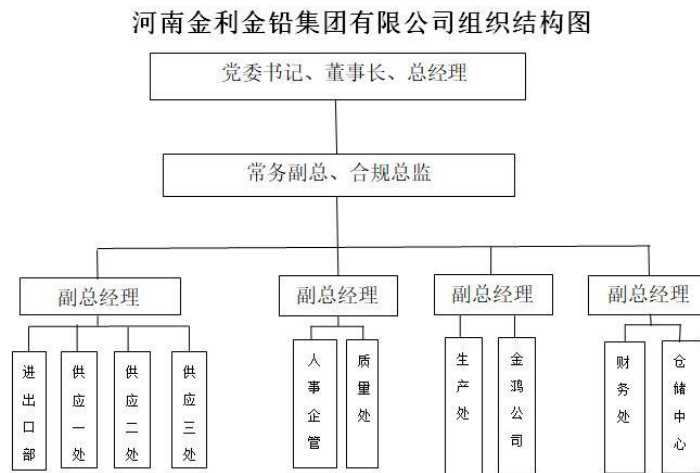 河南金利金铅集团有限公司组织结构图
党委书记、董事长、总经理
常务副总、合规总监
副总经理
副总经理
副总经理
副总经理
进出口部
供应一处
供应二处
供应三处
人事企管
质量处
生产处
金鸿公司
财务处
仓储中心